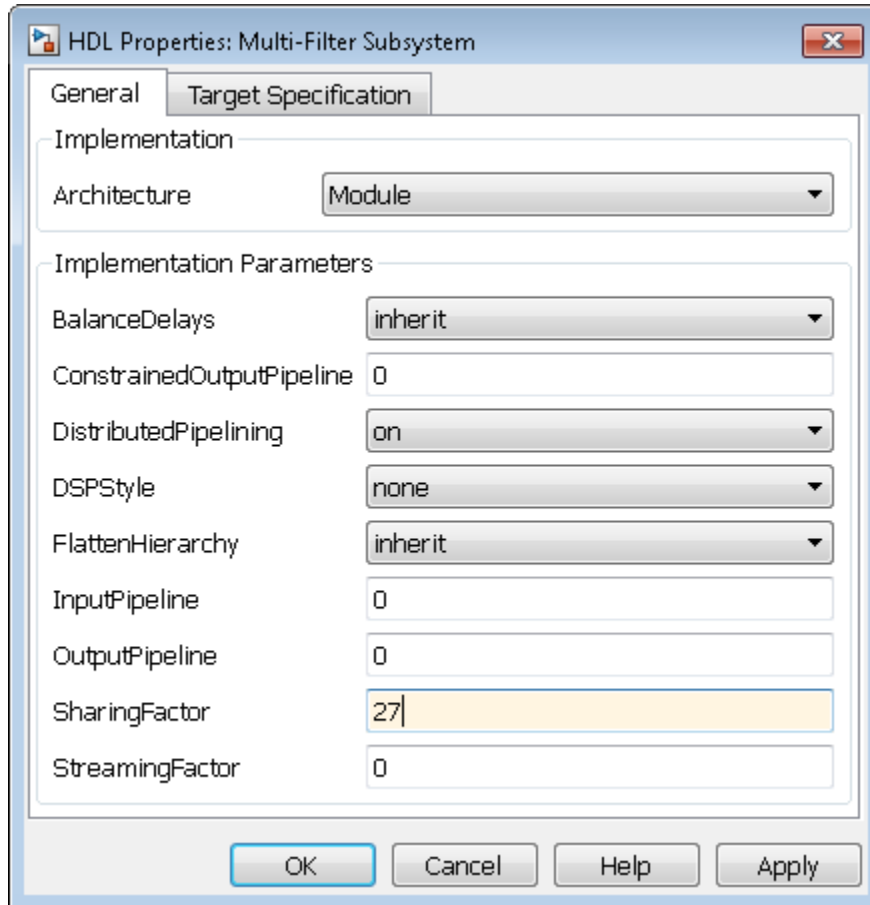 HDL Properties: Multi-Filter Subsystem
General Target Specification
Implementation
Architecture Module
Implementation Parameters
BalanceDelays inherit
ConstrainedOutputPipeline 0
DistributedPipelining on
DSPStyle none
FlattenHierarchy inherit
InputPipeline 0
OutputPipeline 0
SharingFactor 27
StreamingFactor 0
OK Cancel Help Apply